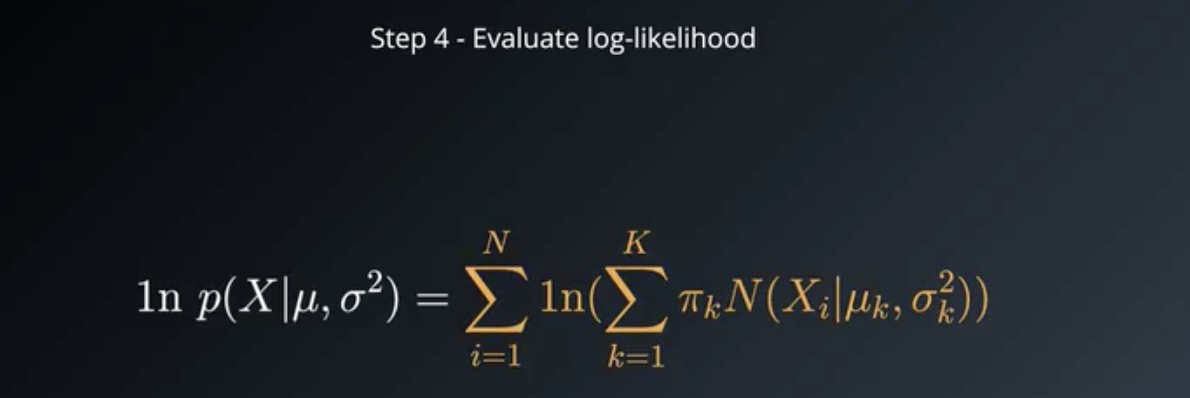 Step 4 - Evaluate log-likelihood
ln p(X|μ, σ²) = ∑_{i=1}^{N} ln(∑_{k=1}^{K} π_k N(X_i|μ_k, σ_k²))